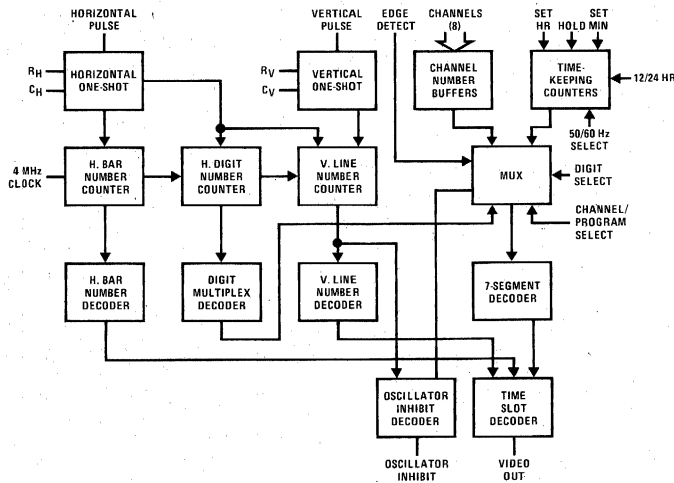 HORIZONTAL
PULSE
VERTICAL
PULSE
EDGE
DETECT
CHANNELS
(8)
SET
HR
HOLD
SET
MIN
RH
CH
HORIZONTAL
ONE-SHOT
RV
CV
VERTICAL
ONE-SHOT
CHANNEL
NUMBER
BUFFERS
TIME-
KEEPING
COUNTERS
12/24 HR
50/60 Hz
SELECT
4 MHz
CLOCK
H. BAR
NUMBER
COUNTER
H. DIGIT
NUMBER
COUNTER
V. LINE
NUMBER
COUNTER
MUX
DIGIT
SELECT
CHANNEL/
PROGRAM
SELECT
H. BAR
NUMBER
DECODER
DIGIT
MULTIPLEX
DECODER
V. LINE
NUMBER
DECODER
7-SEGMENT
DECODER
OSCILLATOR
INHIBIT
DECODER
TIME
SLOT
DECODER
OSCILLATOR
INHIBIT
VIDEO
OUT